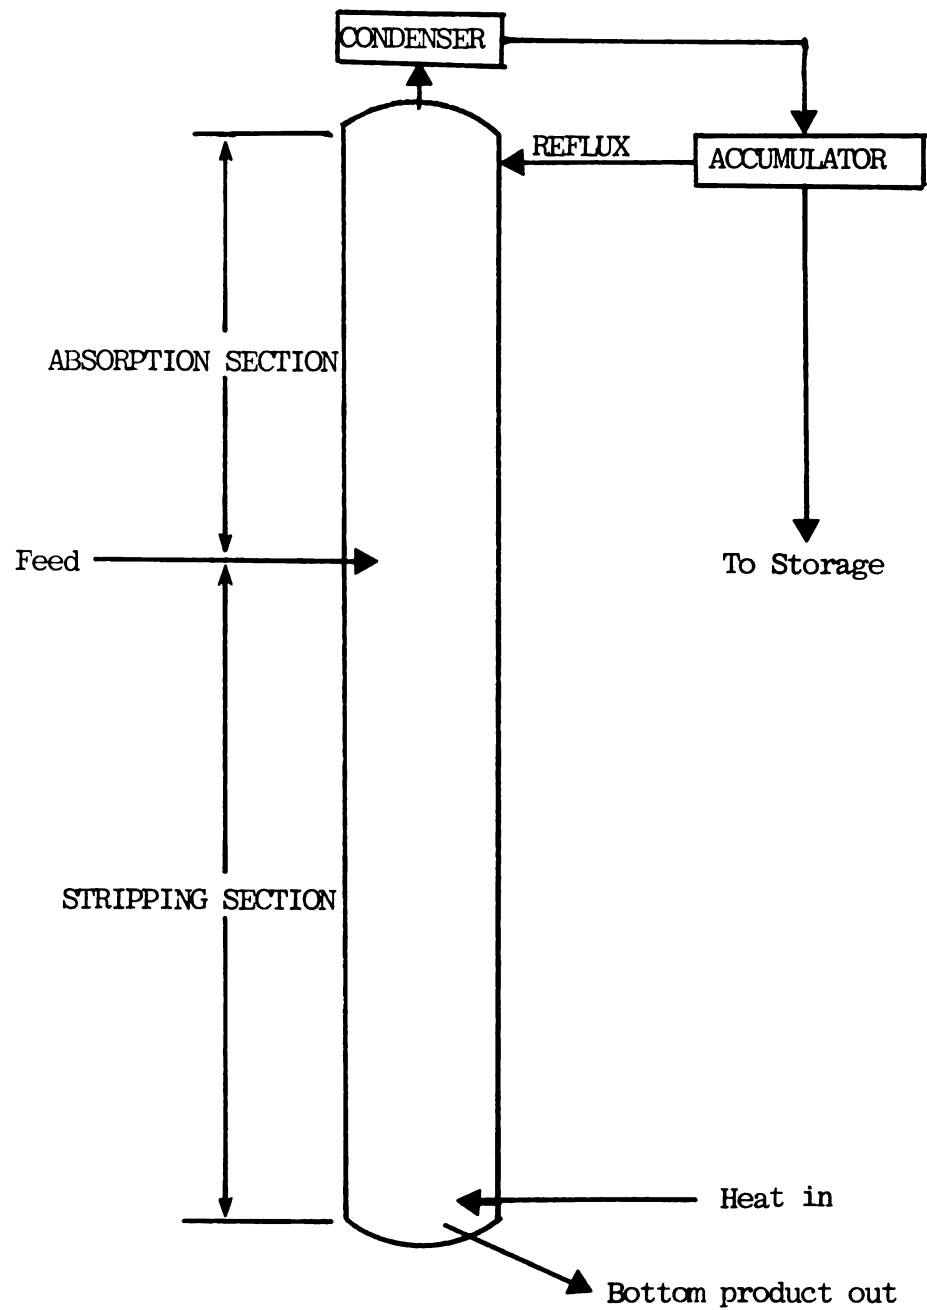 CONDENSER
REFLUX
ACCUMULATOR
ABSORPTION SECTION
Feed
To Storage
STRIPPING SECTION
Heat in
Bottom product out